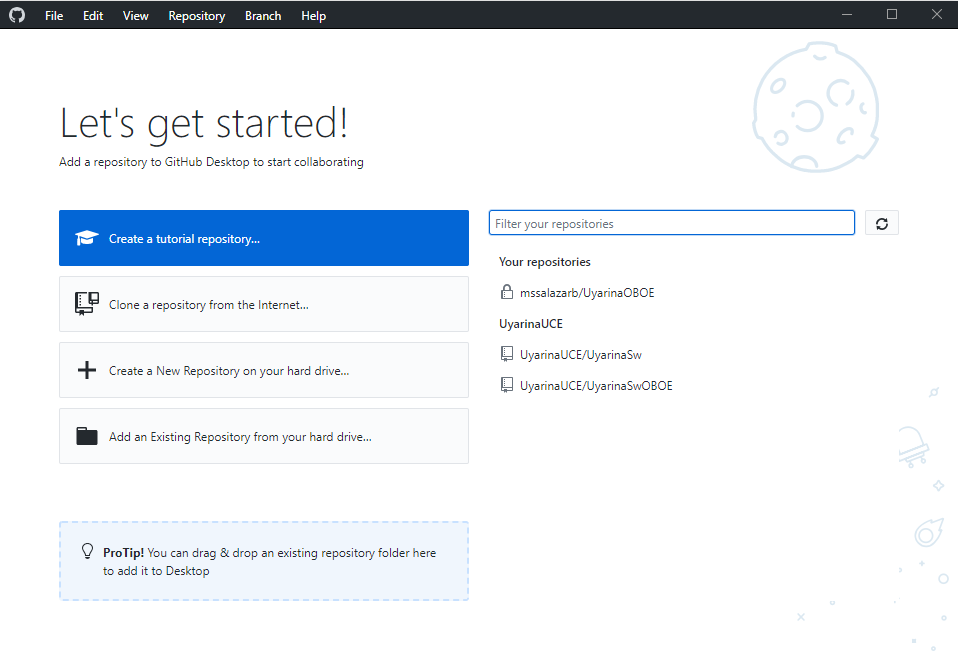 File Edit View Repository Branch Help
Let's get started!
Add a repository to GitHub Desktop to start collaborating
Create a tutorial repository...
Clone a repository from the Internet...
Create a New Repository on your hard drive...
Add an Existing Repository from your hard drive...
ProTip! You can drag & drop an existing repository folder here
to add it to Desktop
Filter your repositories
Your repositories
mssalazarb/UyarinaOBOE
UyarinaUCE
UyarinaUCE/UyarinaSw
UyarinaUCE/UyarinaSwOBOE